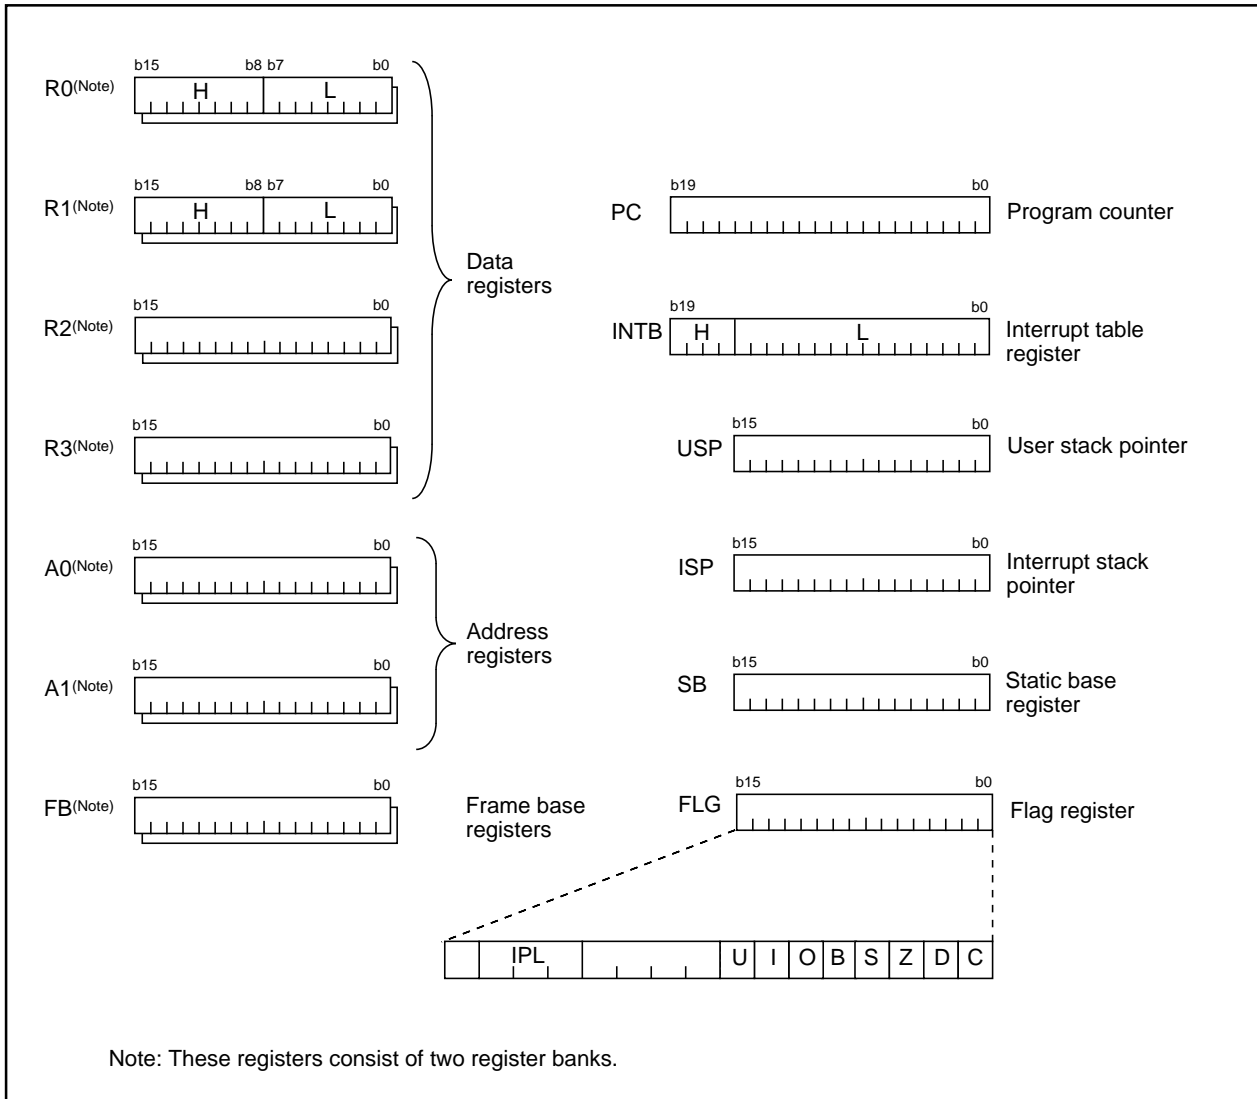 b15 b8 b7 b0
R0(Note) H L
b15 b8 b7 b0
R1(Note) H L
b15 b0
R2(Note)
b15 b0
R3(Note)
Data
registers
b15 b0
A0(Note)
b15 b0
A1(Note)
Address
registers
b15 b0
FB(Note)
Frame base
registers
b19 b0
PC Program counter
b19 b0
INTB H L Interrupt table
register
b15 b0
USP User stack pointer
b15 b0
ISP Interrupt stack
pointer
b15 b0
SB Static base
register
b15 b0
FLG Flag register
IPL U I O B S Z D C
Note: These registers consist of two register banks.